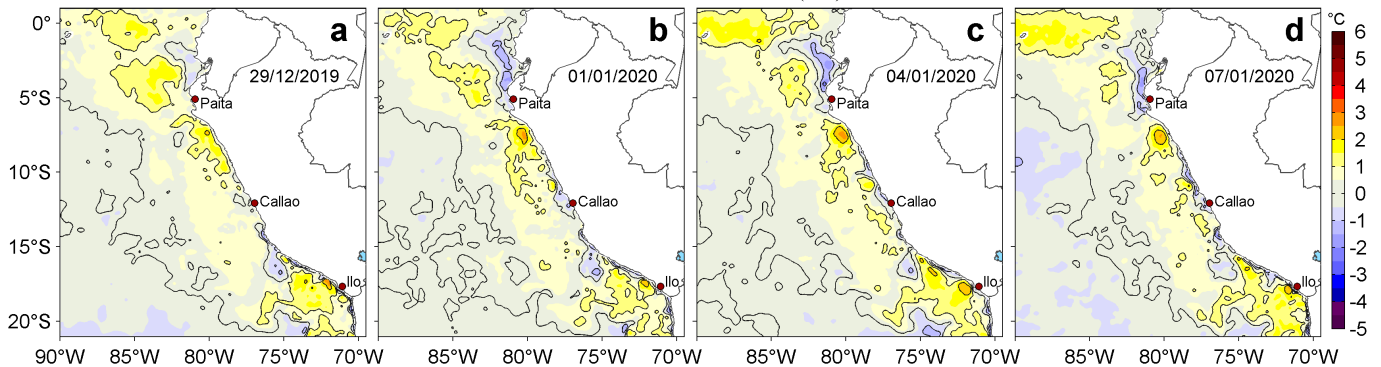 a
29/12/2019
Paita
Callao
Ilo
b
01/01/2020
Paita
Callao
Ilo
c
04/01/2020
Paita
Callao
Ilo
d
07/01/2020
Paita
Callao
Ilo
0°
5°S
10°S
15°S
20°S
90°W 85°W 80°W 75°W 70°W
85°W 80°W 75°W 70°W
85°W 80°W 75°W 70°W
85°W 80°W 75°W 70°W
°C
6
5
4
3
2
1
0
-1
-2
-3
-4
-5